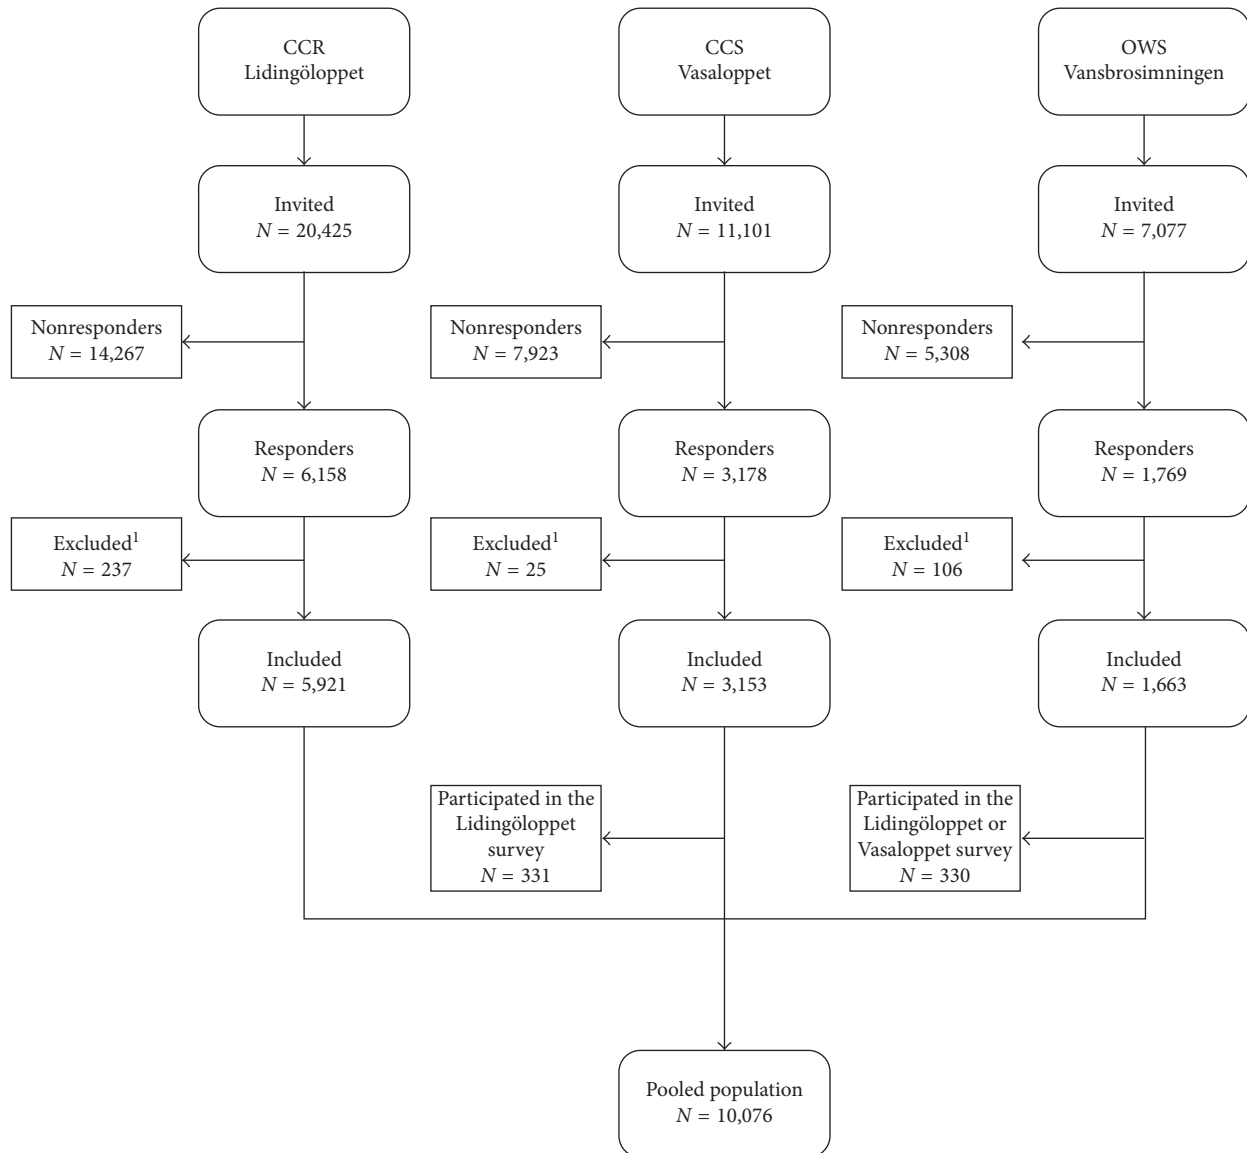 CCR
Lidingöloppet
CCS
Vasaloppet
OWS
Vansbrosimningen
Invited
N = 20,425
Invited
N = 11,101
Invited
N = 7,077
Nonresponders
N = 14,267
Nonresponders
N = 7,923
Nonresponders
N = 5,308
Responders
N = 6,158
Responders
N = 3,178
Responders
N = 1,769
Excluded¹
N = 237
Excluded¹
N = 25
Excluded¹
N = 106
Included
N = 5,921
Included
N = 3,153
Included
N = 1,663
Participated in the
Lidingöloppet
survey
N = 331
Participated in the
Lidingöloppet or
Vasaloppet survey
N = 330
Pooled population
N = 10,076